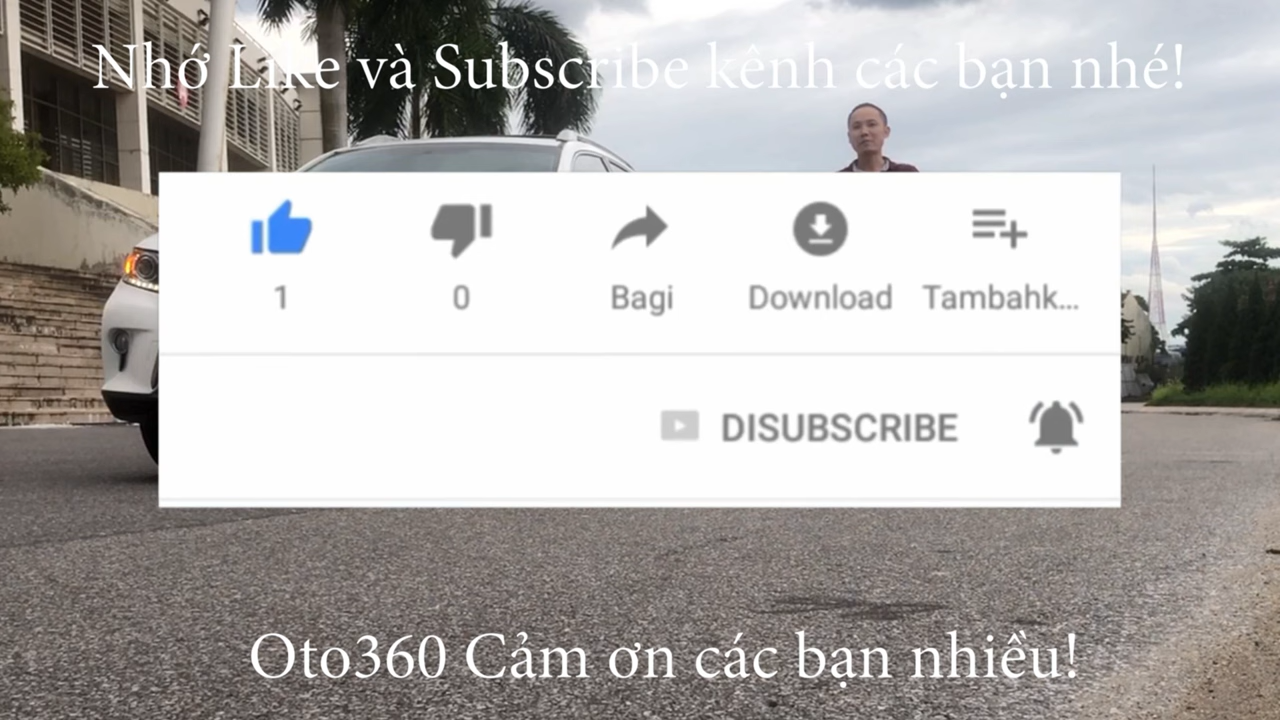 Nhớ Like và Subscribe kênh các bạn nhé!
1 0 Bagi Download Tambahk...
DISUBSCRIBE
Oto360 Cảm ơn các bạn nhiều!